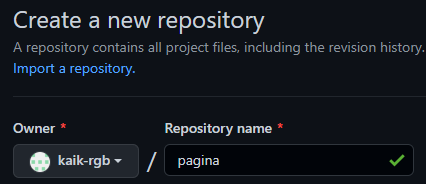 Create a new repository
A repository contains all project files, including the revision history.
Import a repository.
Owner * Repository name *
kaik-rgb / pagina